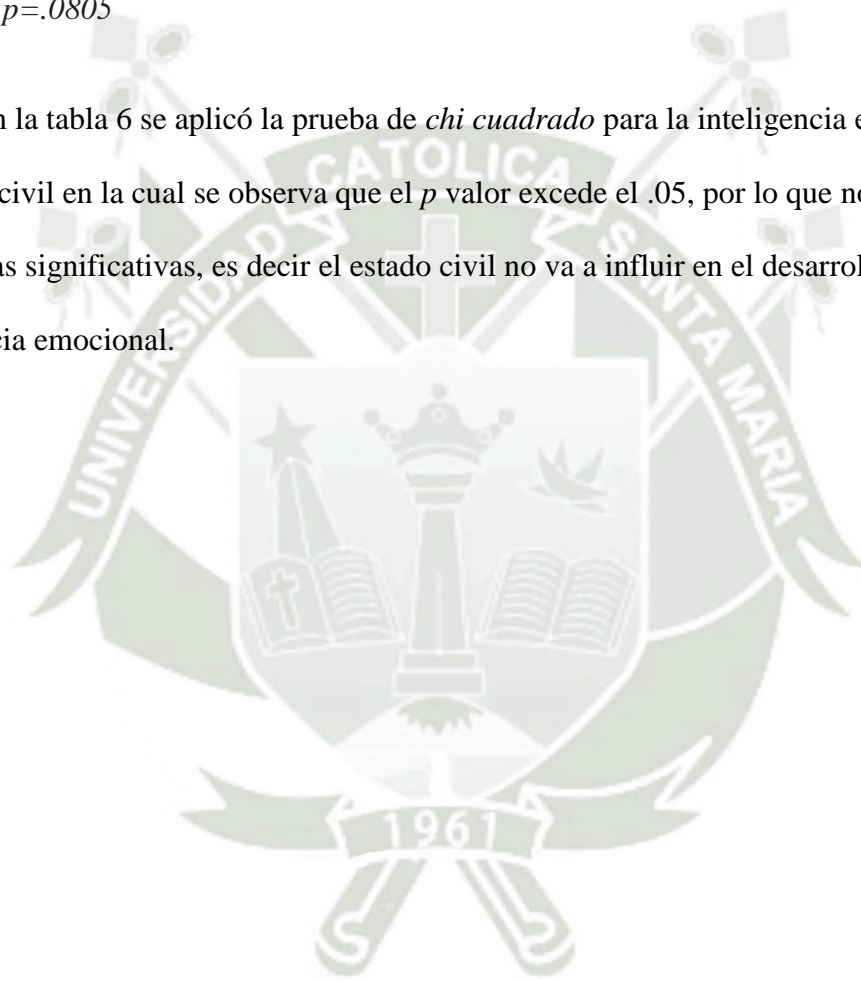 p=.0805
n la tabla 6 se aplicó la prueba de chi cuadrado para la inteligencia e
civil en la cual se observa que el p valor excede el .05, por lo que no
as significativas, es decir el estado civil no va a influir en el desarrol
cia emocional.
UNIVERSIDAD CATOLICA SANTA MARIA
1961